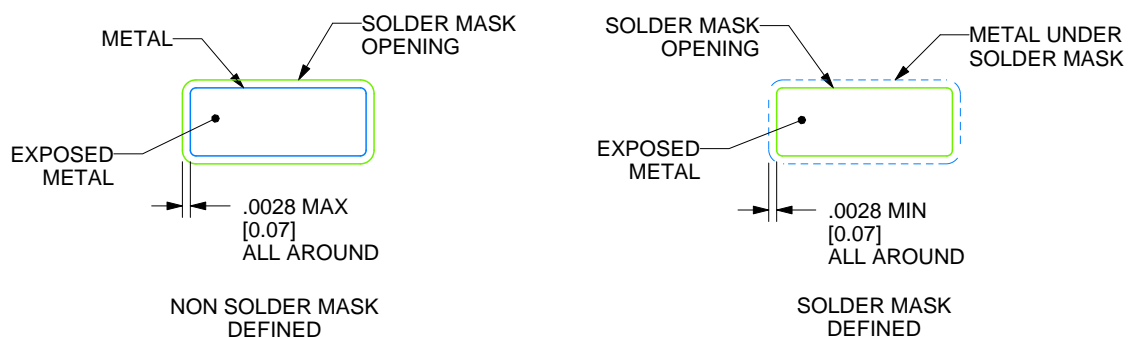 METAL
SOLDER MASK
OPENING
EXPOSED
METAL
.0028 MAX
[0.07]
ALL AROUND
NON SOLDER MASK
DEFINED
SOLDER MASK
OPENING
METAL UNDER
SOLDER MASK
EXPOSED
METAL
.0028 MIN
[0.07]
ALL AROUND
SOLDER MASK
DEFINED